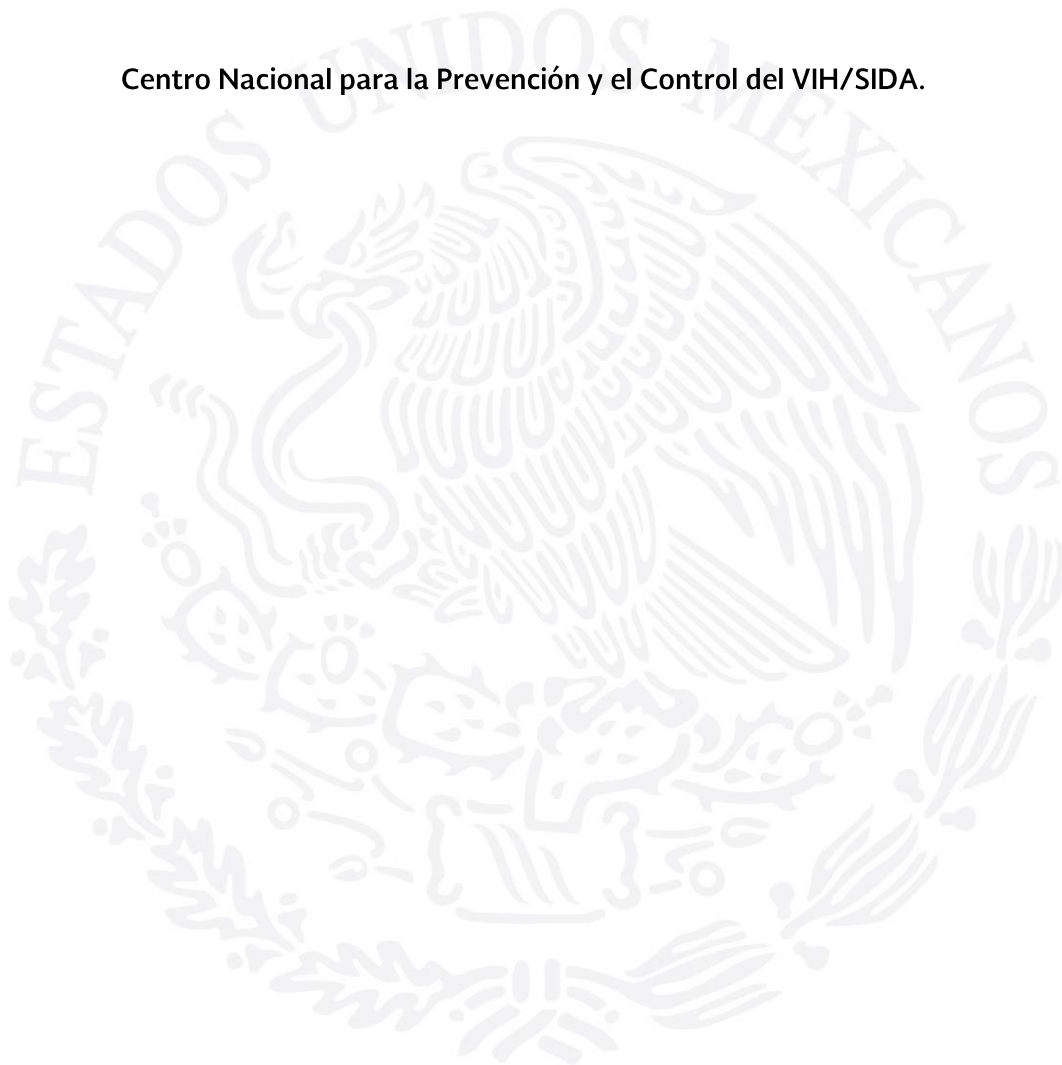 Centro Nacional para la Prevención y el Control del VIH/SIDA.
ESTADOS UNIDOS MEXICANOS